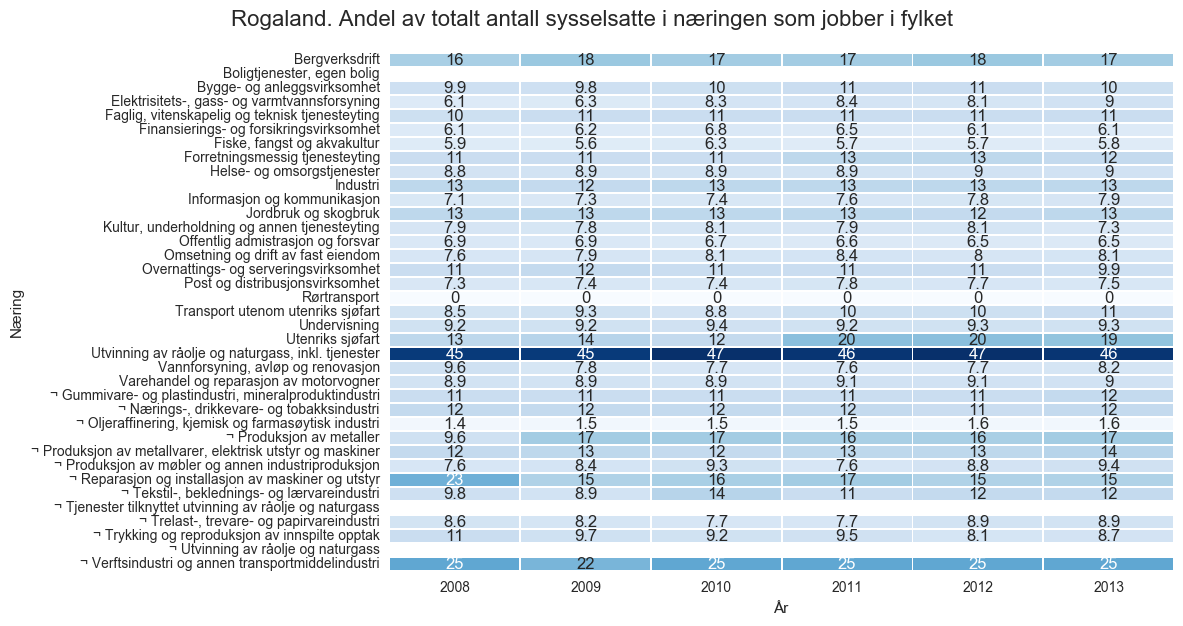 Rogaland. Andel av totalt antall sysselsatte i næringen som jobber i fylket
Næring
Bergverksdrift 16 18 17 17 18 17
Boligtjenester, egen bolig
Bygge- og anleggsvirksomhet 9.9 9.8 10 11 11 10
Elektrisitets-, gass- og varmtvannsforsyning 6.1 6.3 8.3 8.4 8.1 9
Faglig, vitenskapelig og teknisk tjenesteyting 10 11 11 11 11 11
Finansierings- og forsikringsvirksomhet 6.1 6.2 6.8 6.5 6.1 6.1
Fiske, fangst og akvakultur 5.9 5.6 6.3 5.7 5.7 5.8
Forretningsmessig tjenesteyting 11 11 11 13 13 12
Helse- og omsorgstjenester 8.8 8.9 8.9 8.9 9 9
Industri 13 12 13 13 13 13
Informasjon og kommunikasjon 7.1 7.3 7.4 7.6 7.8 7.9
Jordbruk og skogbruk 13 13 13 13 12 13
Kultur, underholdning og annen tjenesteyting 7.9 7.8 8.1 7.9 8.1 7.3
Offentlig admistrasjon og forsvar 6.9 6.9 6.7 6.6 6.5 6.5
Omsetning og drift av fast eiendom 7.6 7.9 8.1 8.4 8 8.1
Overnattings- og serveringsvirksomhet 11 12 11 11 11 9.9
Post og distribusjonsvirksomhet 7.3 7.4 7.4 7.8 7.7 7.5
Rørtransport 0 0 0 0 0 0
Transport utenom utenriks sjøfart 8.5 9.3 8.8 10 10 11
Undervisning 9.2 9.2 9.4 9.2 9.3 9.3
Utenriks sjøfart 13 14 12 20 20 19
Utvinning av råolje og naturgass, inkl. tjenester 45 45 47 46 47 46
Vannforsyning, avløp og renovasjon 9.6 7.8 7.7 7.6 7.7 8.2
Varehandel og reparasjon av motorvogner 8.9 8.9 8.9 9.1 9.1 9
¬ Gummivare- og plastindustri, mineralproduktindustri 11 11 11 11 11 12
¬ Nærings-, drikkevare- og tobakksindustri 12 12 12 12 11 12
¬ Oljeraffinering, kjemisk og farmasøytisk industri 1.4 1.5 1.5 1.5 1.6 1.6
¬ Produksjon av metaller 9.6 17 17 16 16 17
¬ Produksjon av metallvarer, elektrisk utstyr og maskiner 12 13 12 13 13 14
¬ Produksjon av møbler og annen industriproduksjon 7.6 8.4 9.3 7.6 8.8 9.4
¬ Reparasjon og installasjon av maskiner og utstyr 23 15 16 17 15 15
¬ Tekstil-, beklednings- og lærvareindustri 9.8 8.9 14 11 12 12
¬ Tjenester tilknyttet utvinning av råolje og naturgass
¬ Trelast-, trevare- og papirvareindustri 8.6 8.2 7.7 7.7 8.9 8.9
¬ Trykking og reproduksjon av innspilte opptak 11 9.7 9.2 9.5 8.1 8.7
¬ Utvinning av råolje og naturgass
¬ Verftsindustri og annen transportmiddelindustri 25 22 25 25 25 25
2008 2009 2010 2011 2012 2013
År